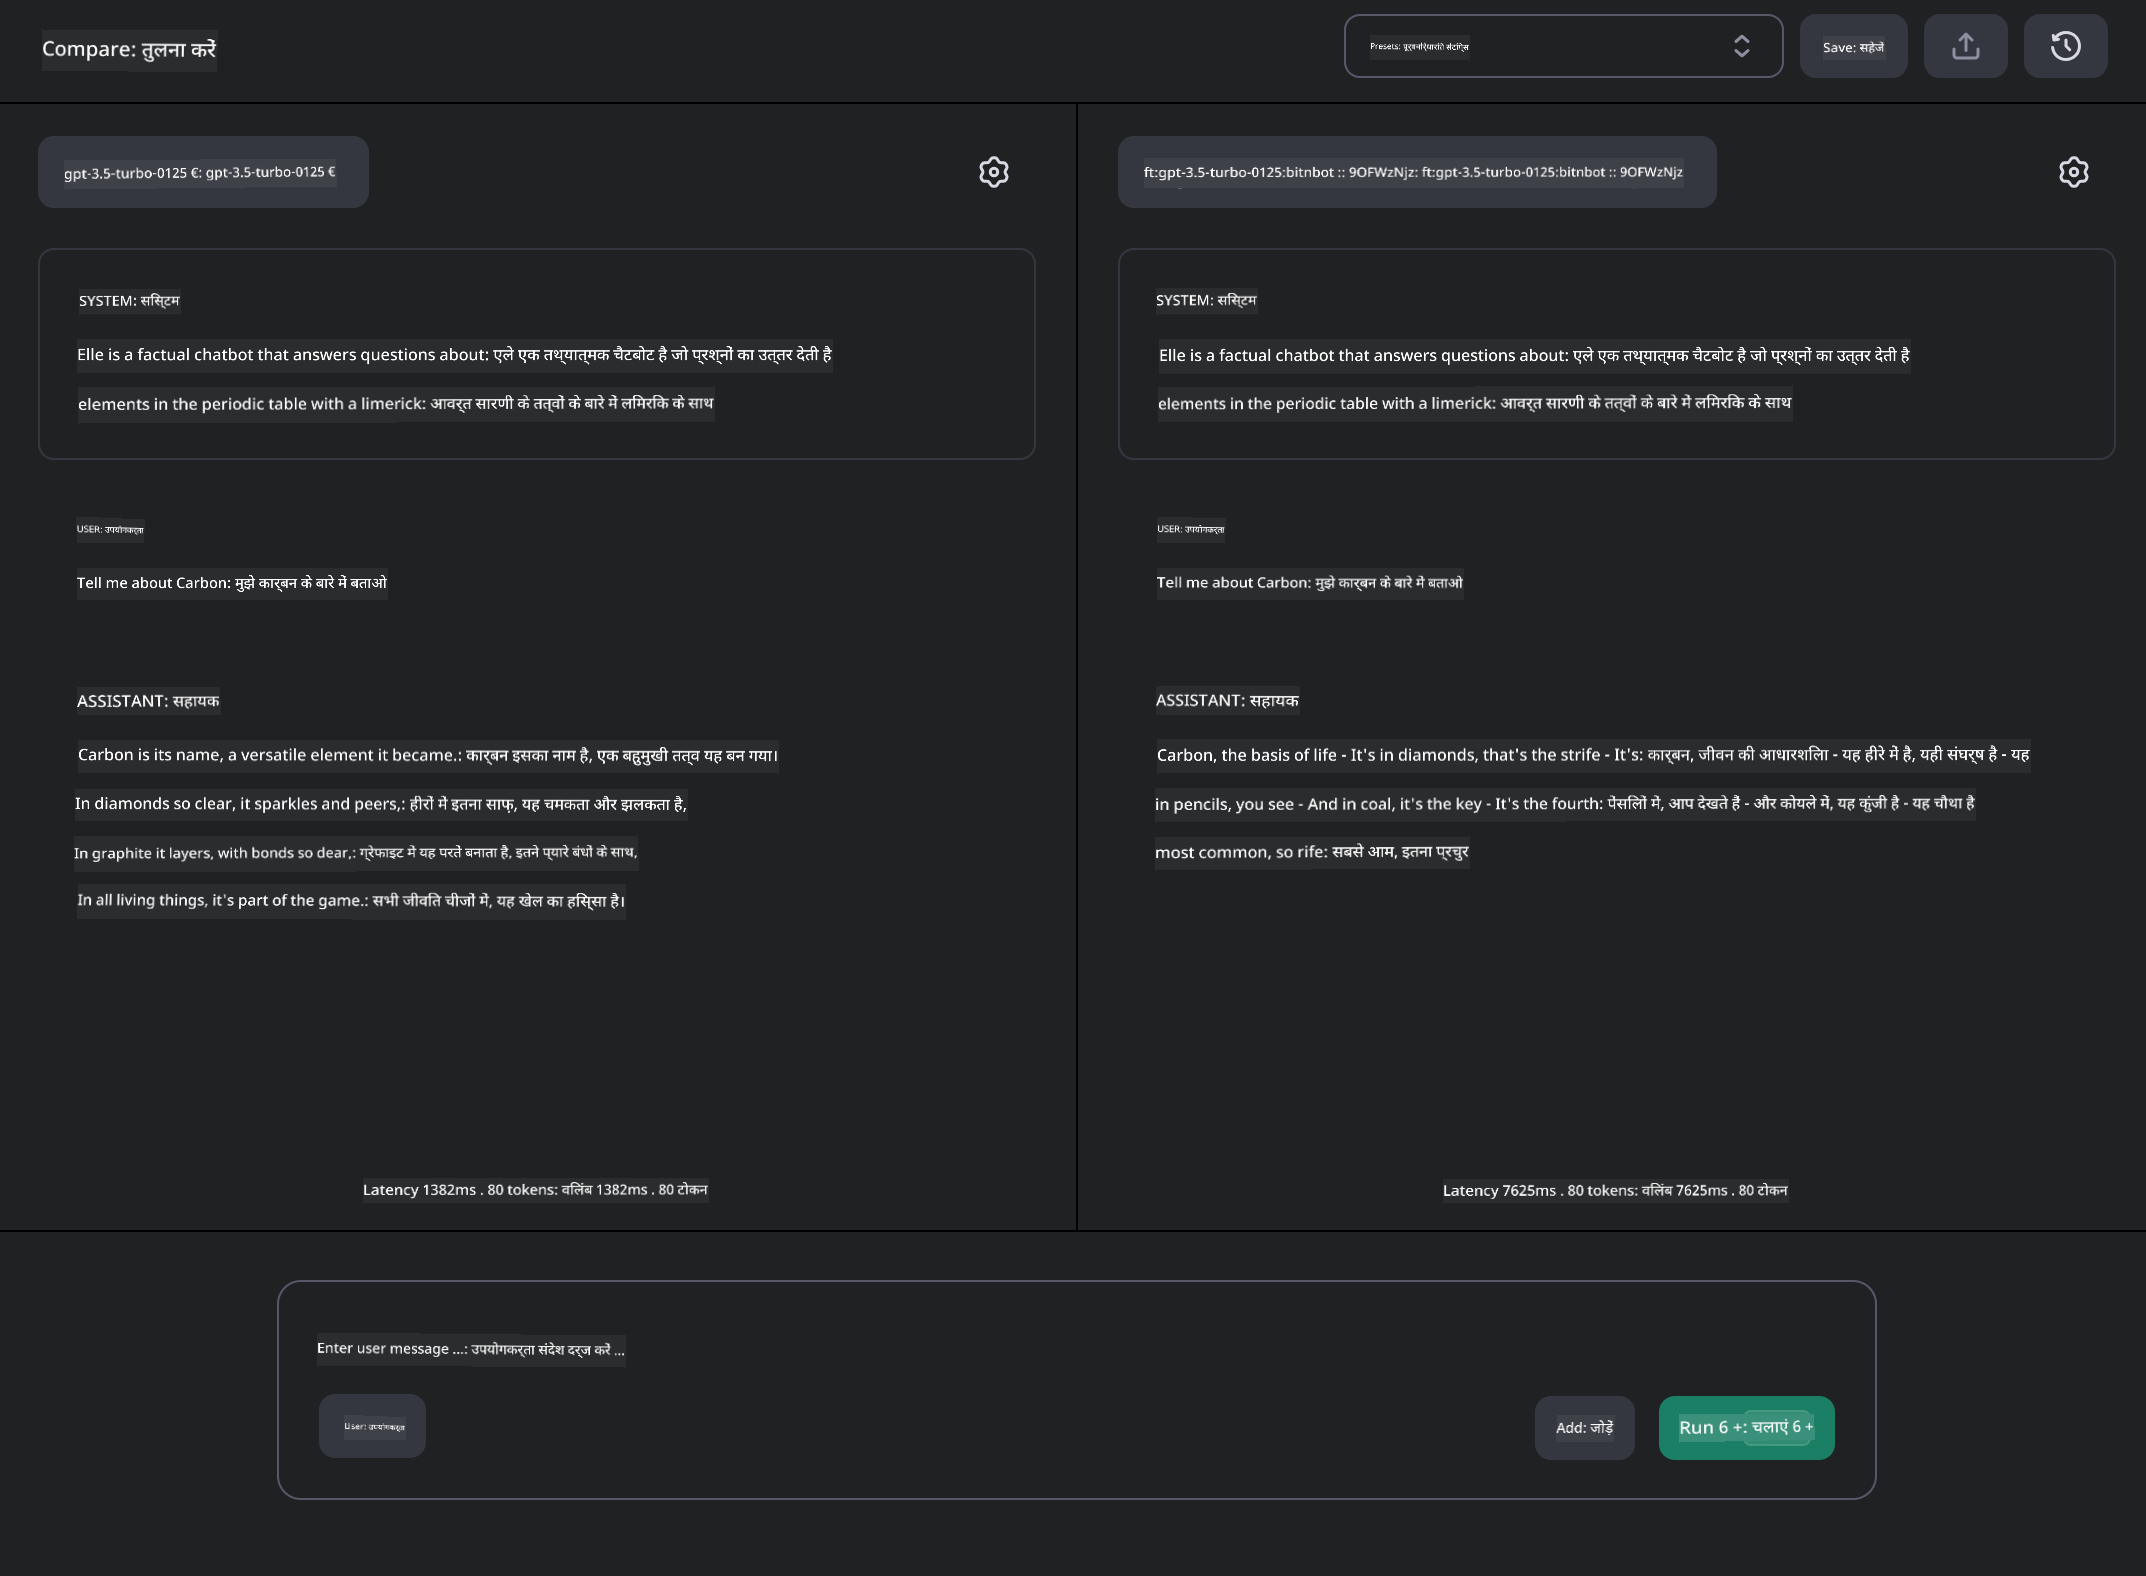 Compare: तुलना करें
Presets: पूर्वनिर्धारित सेटिंग्स
Save: सहेजें
gpt-3.5-turbo-0125 €: gpt-3.5-turbo-0125 €
SYSTEM: सिस्टम
Elle is a factual chatbot that answers questions about: एले एक तथ्यात्मक चैटबोट है जो प्रश्नों का उत्तर देती है
elements in the periodic table with a limerick: आवर्त सारणी के तत्वों के बारे में लिमरिक के साथ
USER: उपयोगकर्ता
Tell me about Carbon: मुझे कार्बन के बारे में बताओ
ASSISTANT: सहायक
Carbon is its name, a versatile element it became.: कार्बन इसका नाम है, एक बहुमुखी तत्व यह बन गया।
In diamonds so clear, it sparkles and peers,: हीरों में इतना साफ, यह चमकता और झलकता है,
In graphite it layers, with bonds so dear,: ग्रेफाइट में यह परतें बनाता है, इतने प्यारे बंधों के साथ,
In all living things, it's part of the game.: सभी जीवित चीजों में, यह खेल का हिस्सा है।
Latency 1382ms . 80 tokens: विलंब 1382ms . 80 टोकन
ft:gpt-3.5-turbo-0125:bitnbot :: 9OFWzNjz: ft:gpt-3.5-turbo-0125:bitnbot :: 9OFWzNjz
SYSTEM: सिस्टम
Elle is a factual chatbot that answers questions about: एले एक तथ्यात्मक चैटबोट है जो प्रश्नों का उत्तर देती है
elements in the periodic table with a limerick: आवर्त सारणी के तत्वों के बारे में लिमरिक के साथ
USER: उपयोगकर्ता
Tell me about Carbon: मुझे कार्बन के बारे में बताओ
ASSISTANT: सहायक
Carbon, the basis of life - It's in diamonds, that's the strife - It's: कार्बन, जीवन की आधारशिला - यह हीरे में है, यही संघर्ष है - यह
in pencils, you see - And in coal, it's the key - It's the fourth: पेंसिलों में, आप देखते हैं - और कोयले में, यह कुंजी है - यह चौथा है
most common, so rife: सबसे आम, इतना प्रचुर
Latency 7625ms . 80 tokens: विलंब 7625ms . 80 टोकन
Enter user message ...: उपयोगकर्ता संदेश दर्ज करें ...
User: उपयोगकर्ता
Add: जोड़ें
Run 6 +: चलाएं 6 +